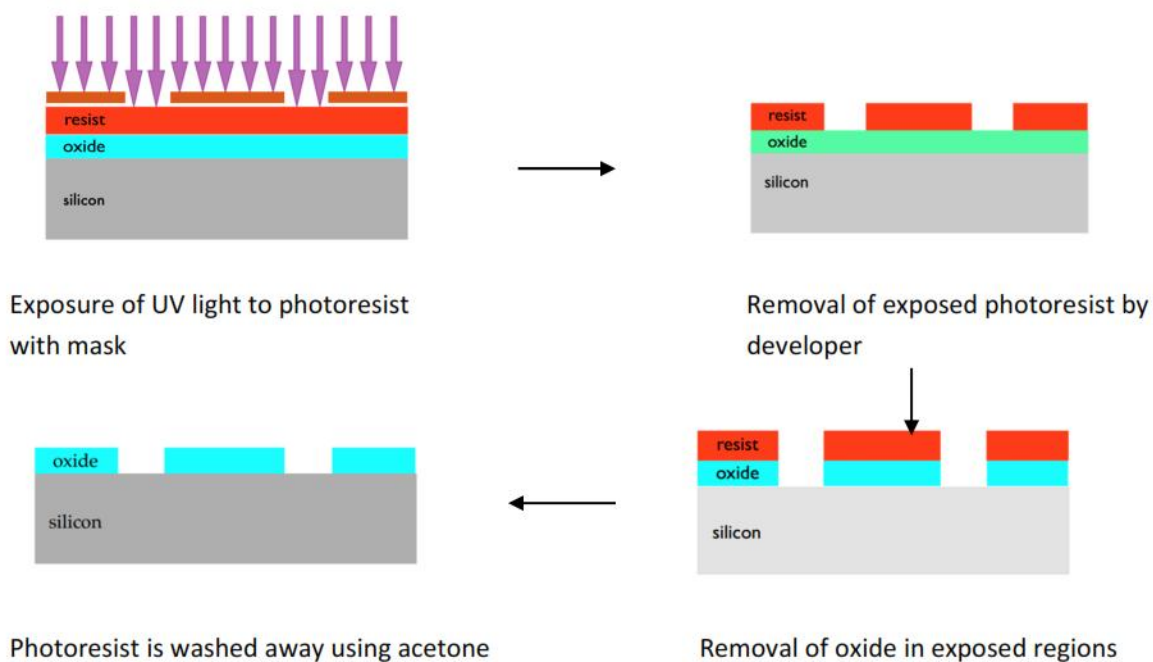 resist
oxide
silicon
Exposure of UV light to photoresist
with mask
resist
oxide
silicon
Removal of exposed photoresist by
developer
resist
oxide
silicon
Removal of oxide in exposed regions
oxide
silicon
Photoresist is washed away using acetone